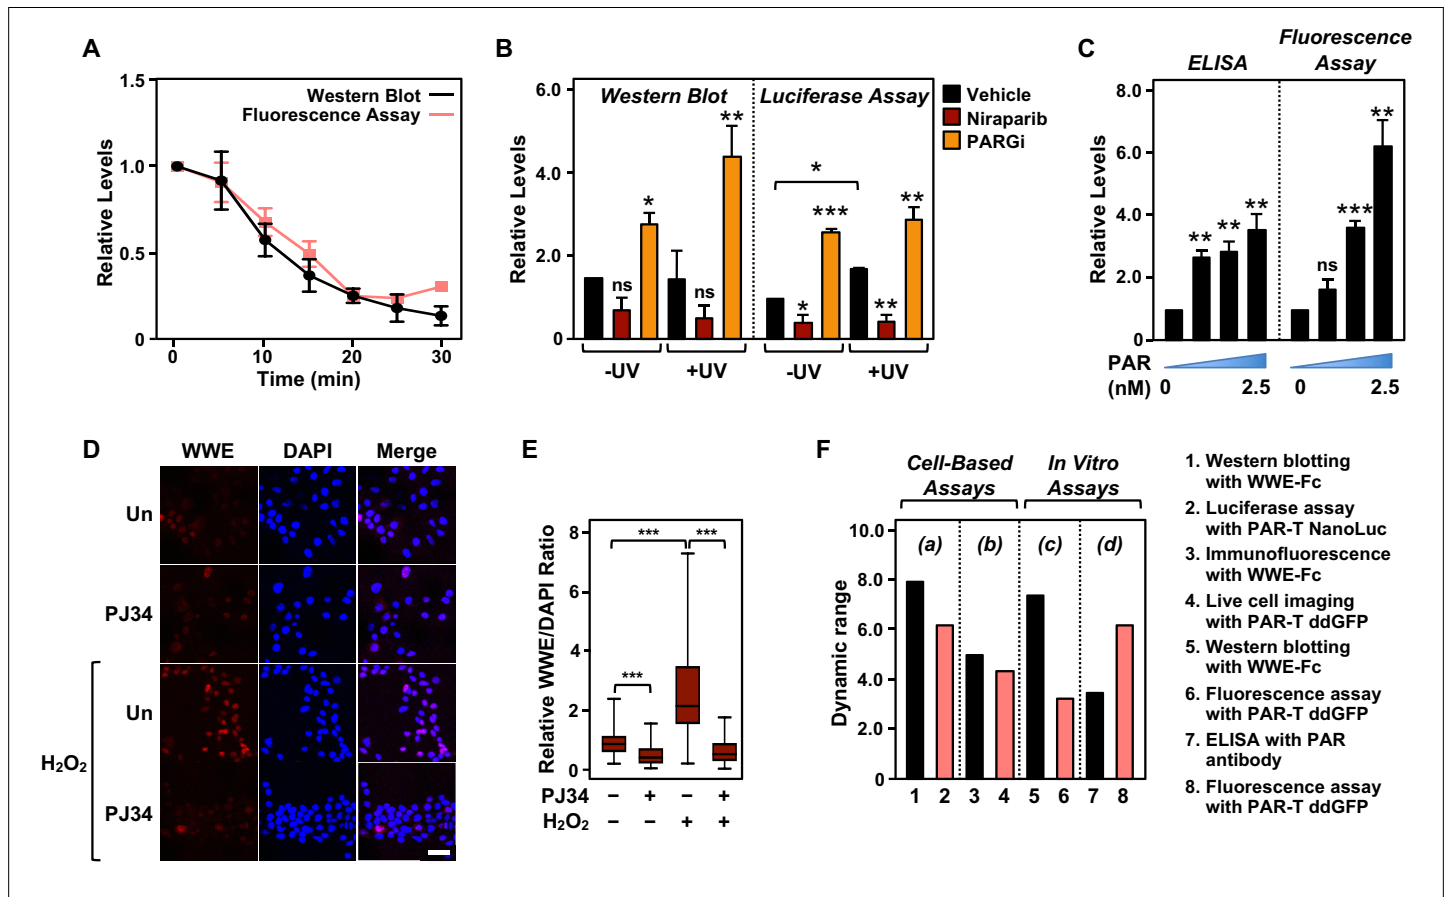 A
1.5
1.0
0.5
0
Relative Levels
Western Blot
Fluorescence Assay
0 10 20 30
Time (min)
B
6.0
4.0
2.0
0
Relative Levels
Western Blot
Luciferase Assay
Vehicle
Niraparib
PARGi
ns
*
ns
**
*
*
***
**
**
-UV +UV -UV +UV
C
ELISA
Fluorescence
Assay
8.0
6.0
4.0
2.0
0
Relative Levels
** ** **
ns *** **
PAR
(nM)
0 2.5 0 2.5
D
WWE DAPI Merge
Un
PJ34
Un
PJ34
H2O2
E
8
6
4
2
0
Relative WWE/DAPI Ratio
*** ***
***
PJ34 – + – +
H2O2 – – + +
F
Cell-Based
Assays
In Vitro
Assays
10.0
8.0
6.0
4.0
2.0
0
Dynamic range
(a) (b) (c) (d)
1 2 3 4 5 6 7 8
1. Western blotting
with WWE-Fc
2. Luciferase assay
with PAR-T NanoLuc
3. Immunofluorescence
with WWE-Fc
4. Live cell imaging
with PAR-T ddGFP
5. Western blotting
with WWE-Fc
6. Fluorescence assay
with PAR-T ddGFP
7. ELISA with PAR
antibody
8. Fluorescence assay
with PAR-T ddGFP